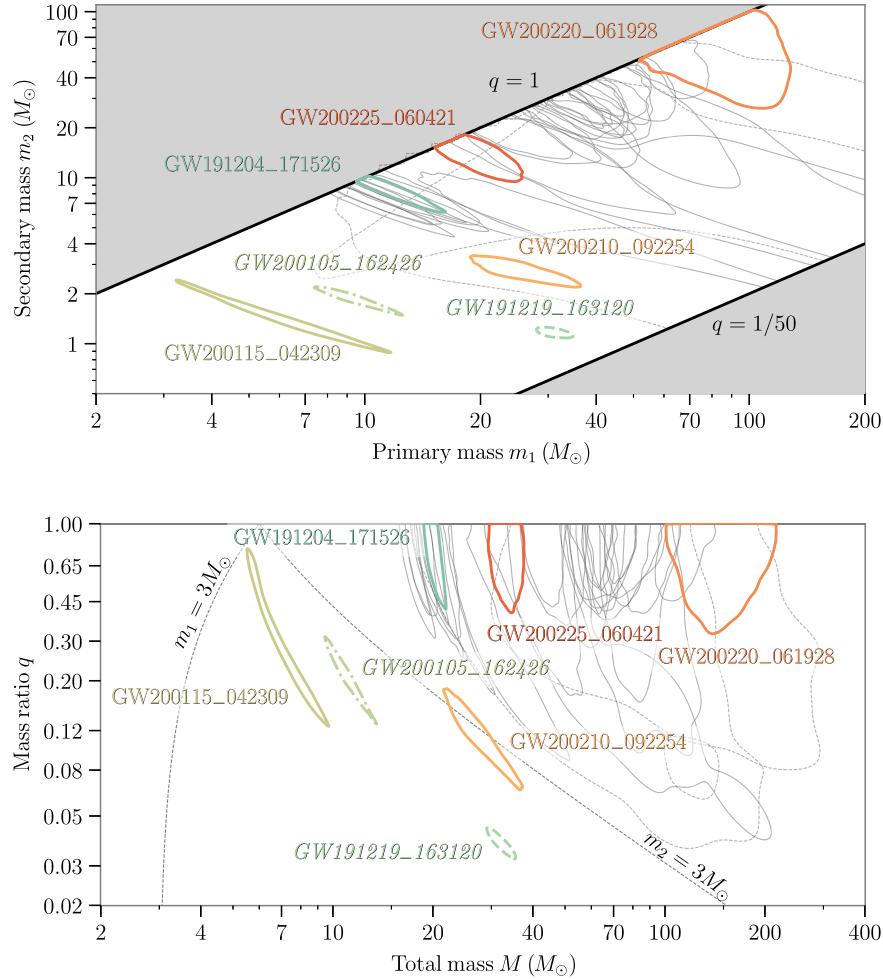 100
70
40
20
10
7
4
2
1
Secondary mass m₂ (M☉)
GW200220_061928
q = 1
GW200225_060421
GW191204_171526
GW200105_162426
GW200210_092254
GW191219_163120
q = 1/50
GW200115_042309
2 4 7 10 20 40 70 100 200
Primary mass m₁ (M☉)
1.00
0.65
0.45
0.30
0.20
0.12
0.08
0.05
0.03
0.02
Mass ratio q
GW191204_171526
m₁ = 3M☉
GW200225_060421
GW200220_061928
GW200105_162426
GW200115_042309
GW200210_092254
GW191219_163120
m₂ = 3M☉
2 4 7 10 20 40 70 100 200 400
Total mass M (M☉)